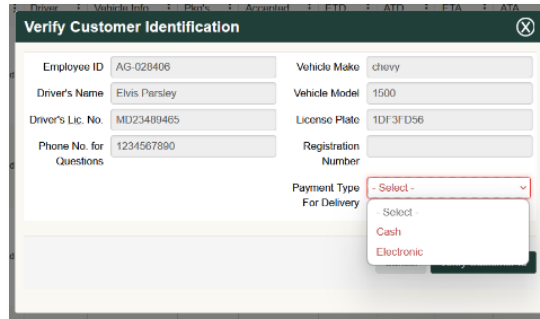 Driver Vehicle Info Pkg's Accepted ETD ATD ETA ATA
Verify Customer Identification
Employee ID AG-028406 Vehicle Make chevy
Driver's Name Elvis Parsley Vehicle Model 1500
Driver's Lic. No. MD23489465 License Plate 1DF3FD56
Phone No. for Questions 1234567890 Registration Number
Payment Type For Delivery - Select -
- Select -
Cash
Electronic